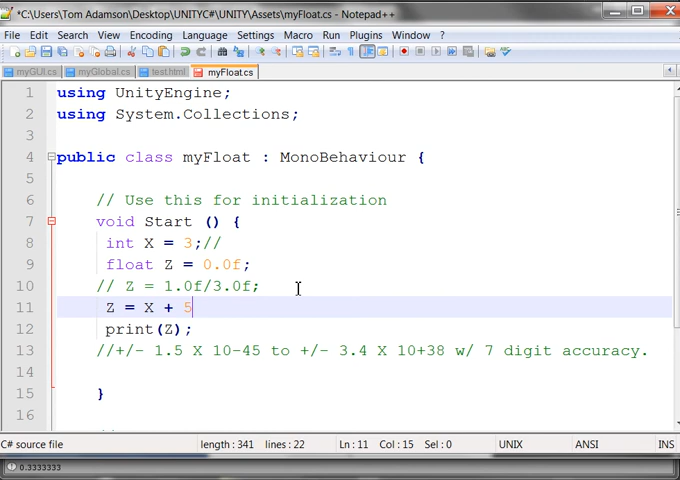 *C:\Users\Tom Adamson\Desktop\UNITYC#\UNITY\Assets\myFloat.cs - Notepad++
File Edit Search View Encoding Language Settings Macro Run Plugins Window ? X
myGUI.cs myGlobal.cs test.html myFloat.cs
1 using UnityEngine;
2 using System.Collections;
3
4 public class myFloat : MonoBehaviour {
5
6 // Use this for initialization
7 void Start () {
8 int X = 3;//
9 float Z = 0.0f;
10 // Z = 1.0f/3.0f;
11 Z = X + 5
12 print(Z);
13 //+/- 1.5 X 10-45 to +/- 3.4 X 10+38 w/ 7 digit accuracy.
14
15 }
16
C# source file length : 341 lines : 22 Ln : 11 Col : 15 Sel : 0 UNIX ANSI INS
0.3333333